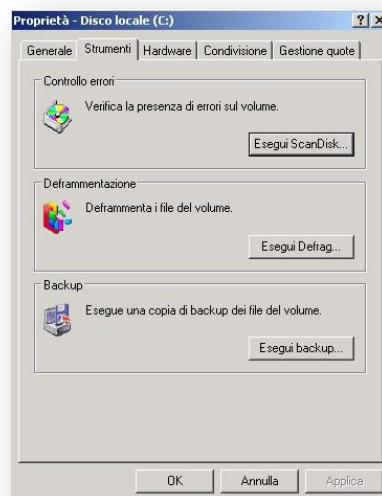 Proprietà - Disco locale (C:)
Generale Strumenti Hardware Condivisione Gestione quote
Controllo errori
Verifica la presenza di errori sul volume.
Esegui ScanDisk...
Deframmentazione
Deframmenta i file del volume.
Esegui Defrag...
Backup
Esegue una copia di backup dei file del volume.
Esegui backup...
OK Annulla Applica